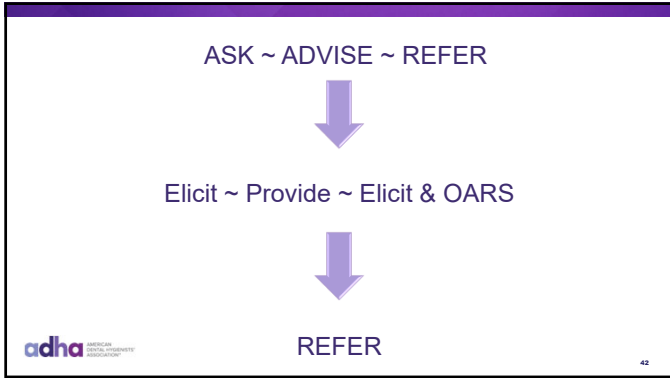 ASK ~ ADVISE ~ REFER
Elicit ~ Provide ~ Elicit & OARS
REFER
adha AMERICAN
DENTAL HYGIENISTS'
ASSOCIATION
42